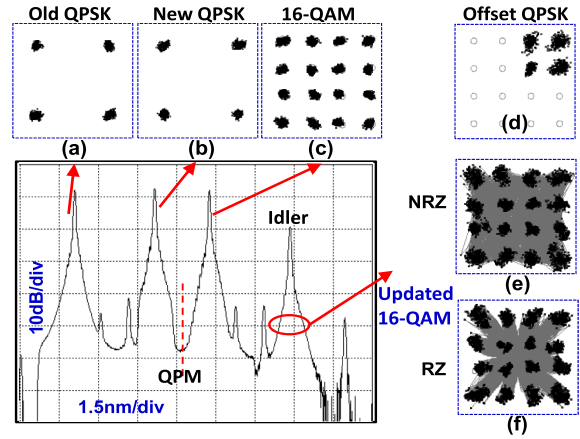 Old QPSK New QPSK 16-QAM Offset QPSK
(a) (b) (c) (d)
Idler
NRZ
(e)
Updated
16-QAM
10dB/div
QPM
RZ
1.5nm/div
(f)